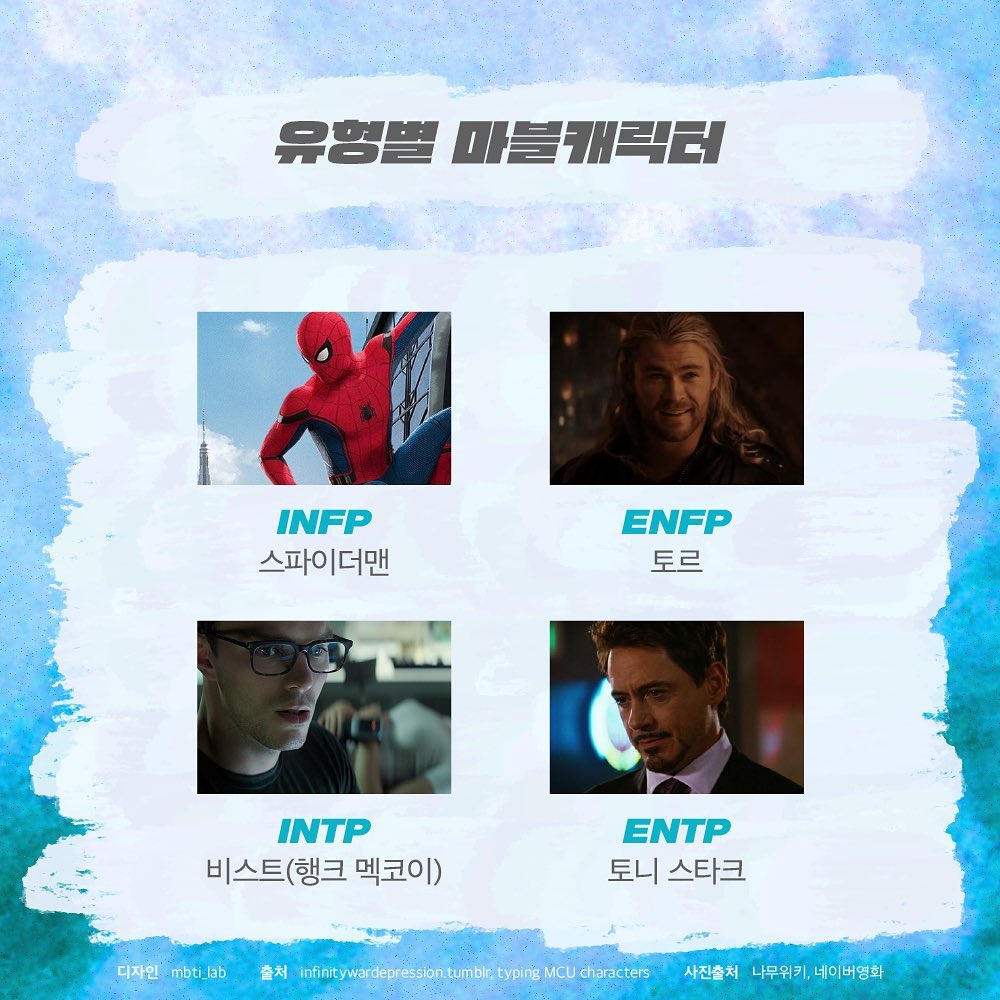 유형별 마블캐릭터
INFP
스파이더맨
ENFP
토르
INTP
비스트(행크 멕코이)
ENTP
토니 스타크
디자인 mbti_lab 출처 infinitywardepression.tumblr, typing MCU characters 사진출처 나무위키, 네이버영화